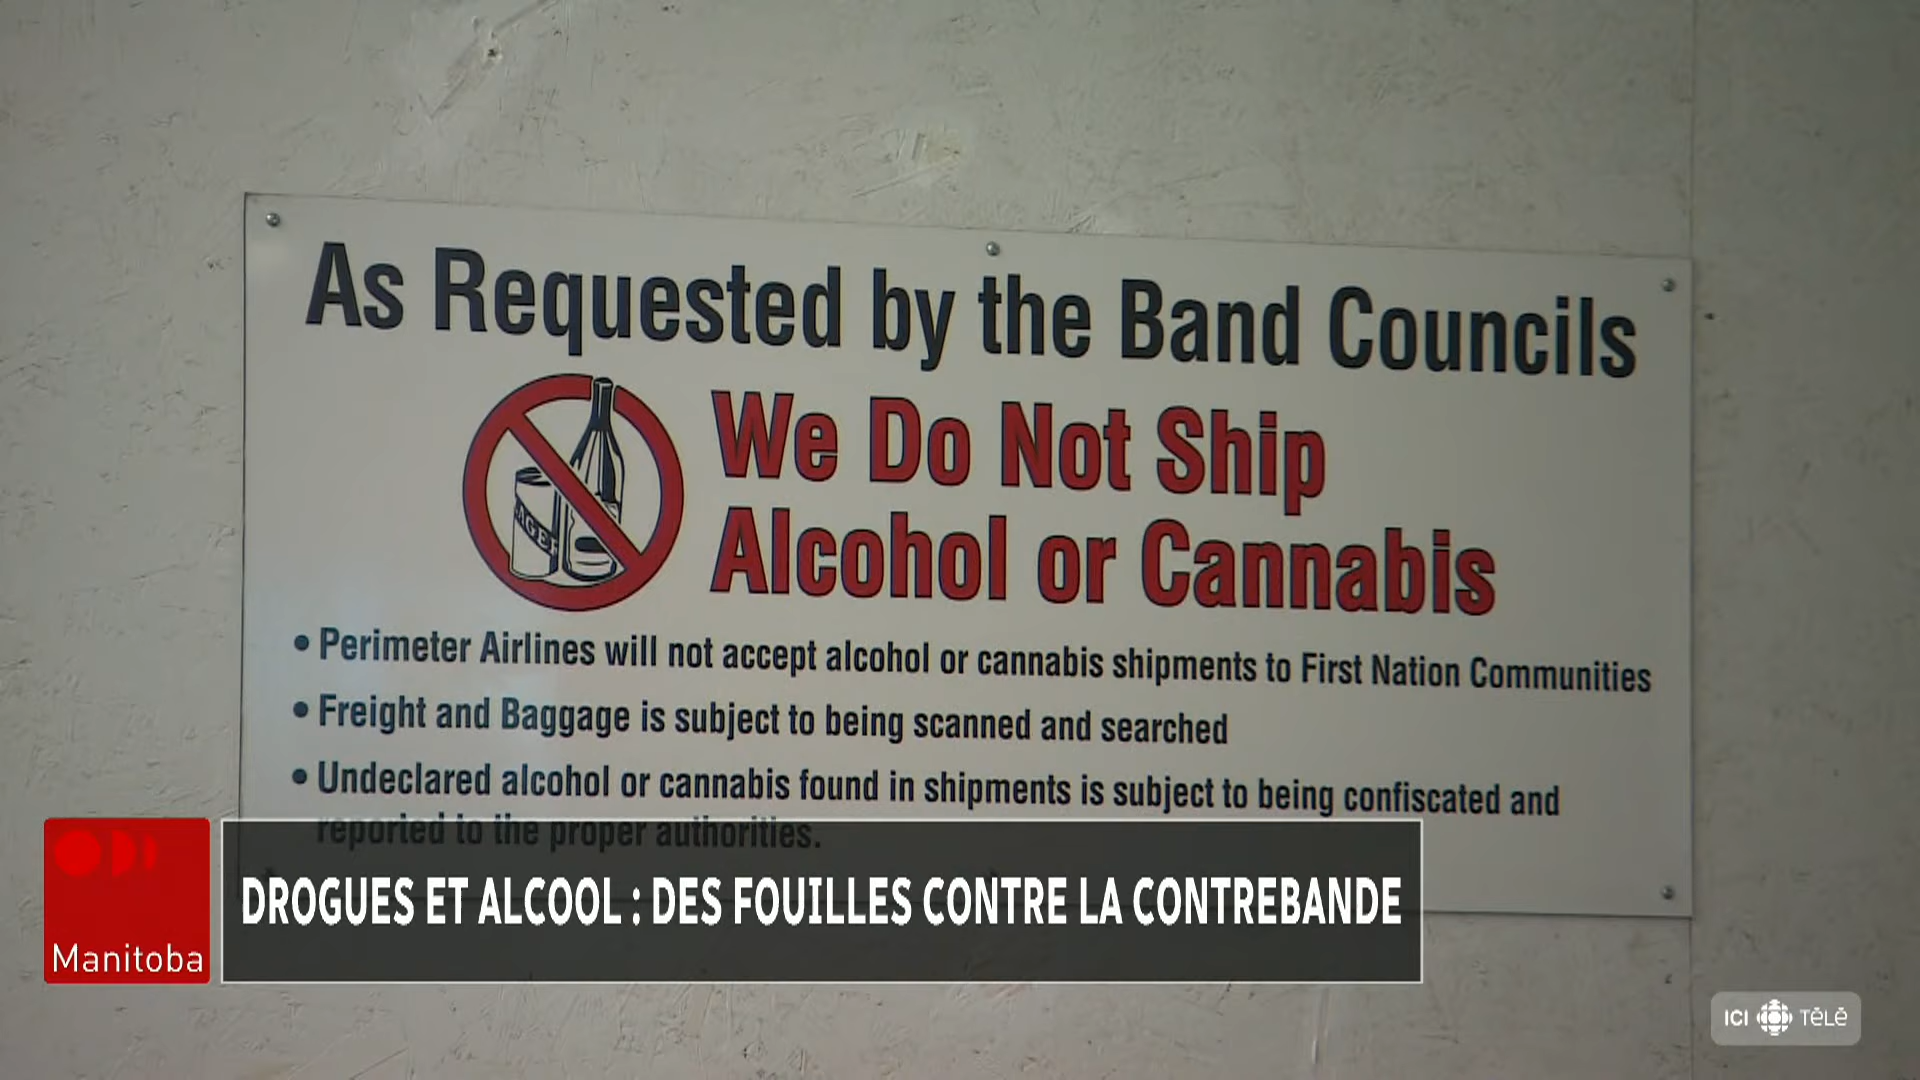 As Requested by the Band Councils
We Do Not Ship
Alcohol or Cannabis
AGER
• Perimeter Airlines will not accept alcohol or cannabis shipments to First Nation Communities
• Freight and Baggage is subject to being scanned and searched
• Undeclared alcohol or cannabis found in shipments is subject to being confiscated and
reported to the proper authorities.
DROGUES ET ALCOOL : DES FOUILLES CONTRE LA CONTREBANDE
Manitoba
ICI TÉLÉ